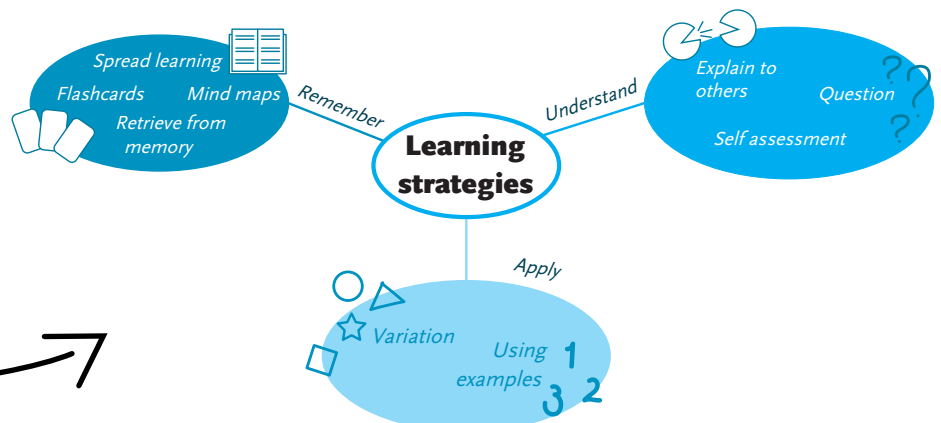 Spread learning
Flashcards
Mind maps
Retrieve from
memory
Remember
Learning
strategies
Understand
Explain to
others
Question
? ? ?
Self assessment
Apply
Variation
Using
examples
1
2
3